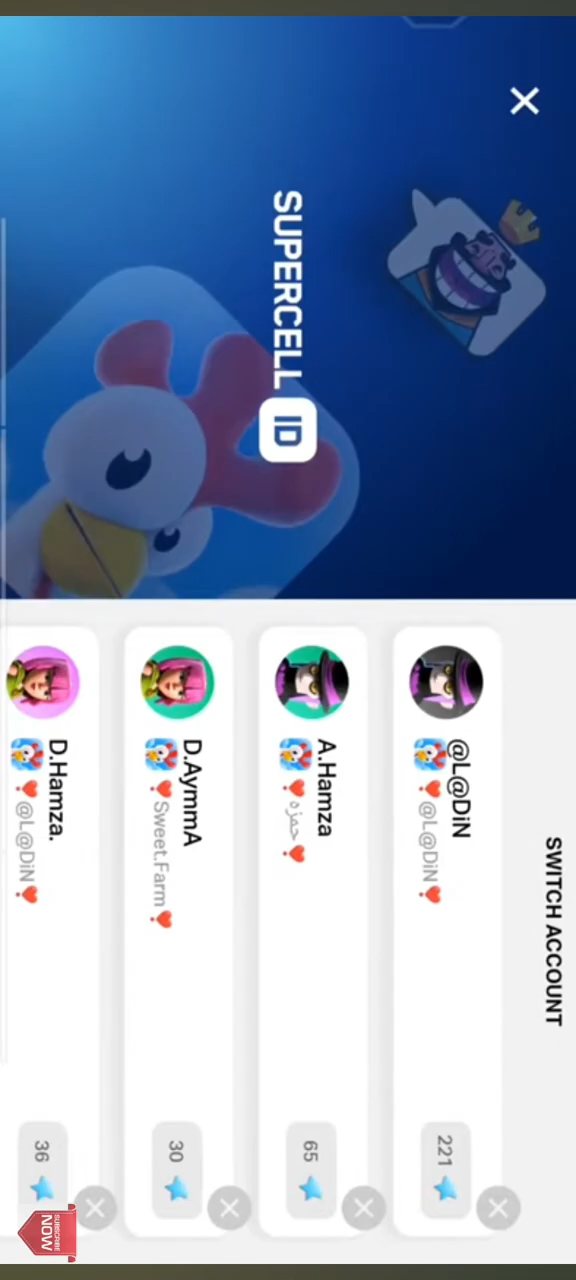 SUPERCELL ID
SWITCH ACCOUNT
@L@DiN
❣@L@DiN❣
221
A.Hamza
❣حمزه❣
65
D.AymmA
❣Sweet.Farm❣
30
D.Hamza.
❣@L@DiN❣
36
SUBSCRIBE
NOW